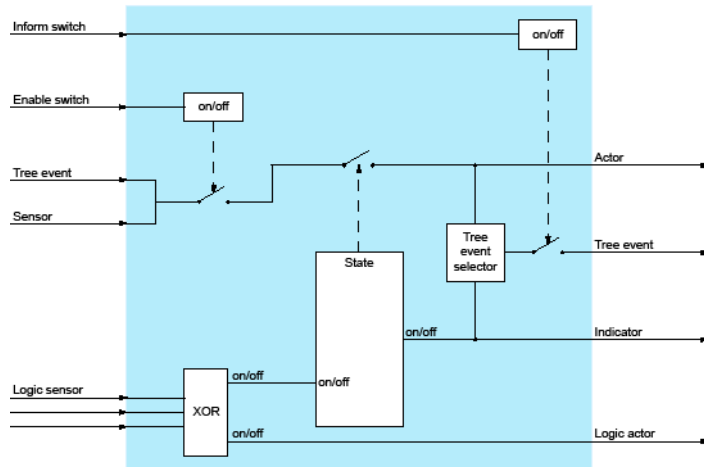 Inform switch
on/off
Enable switch
on/off
Tree event
Actor
Sensor
Tree
event
selector
Tree event
State
on/off
Indicator
on/off
on/off
Logic sensor
XOR
on/off
Logic actor